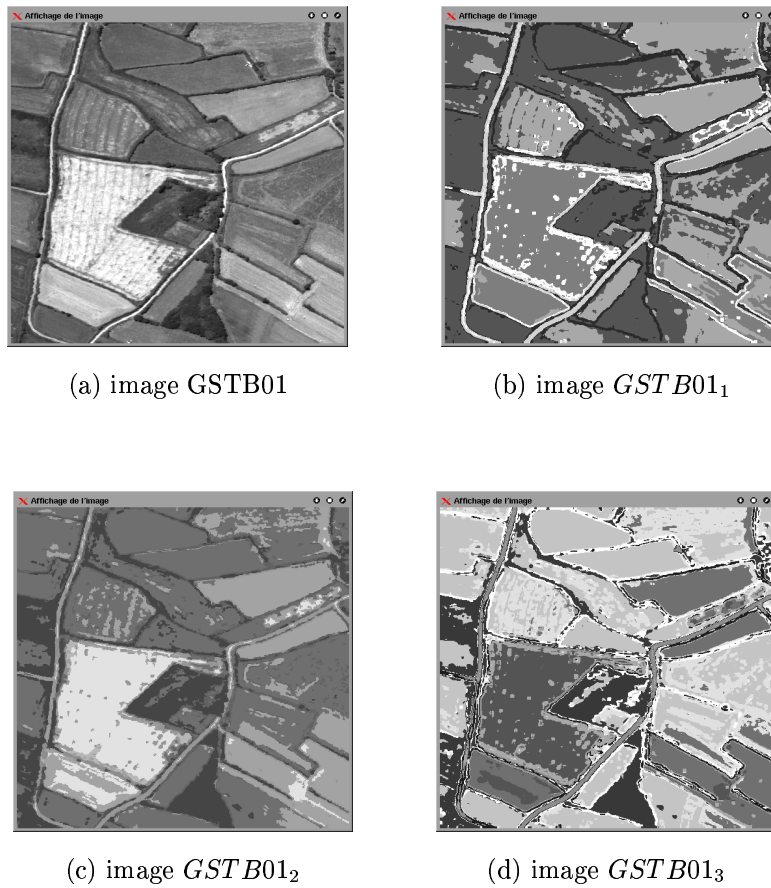 Affichage de l'image
Affichage de l'image
(a) image GSTB01
(b) image GSTB01₁
Affichage de l'image
Affichage de l'image
(c) image GSTB01₂
(d) image GSTB01₃